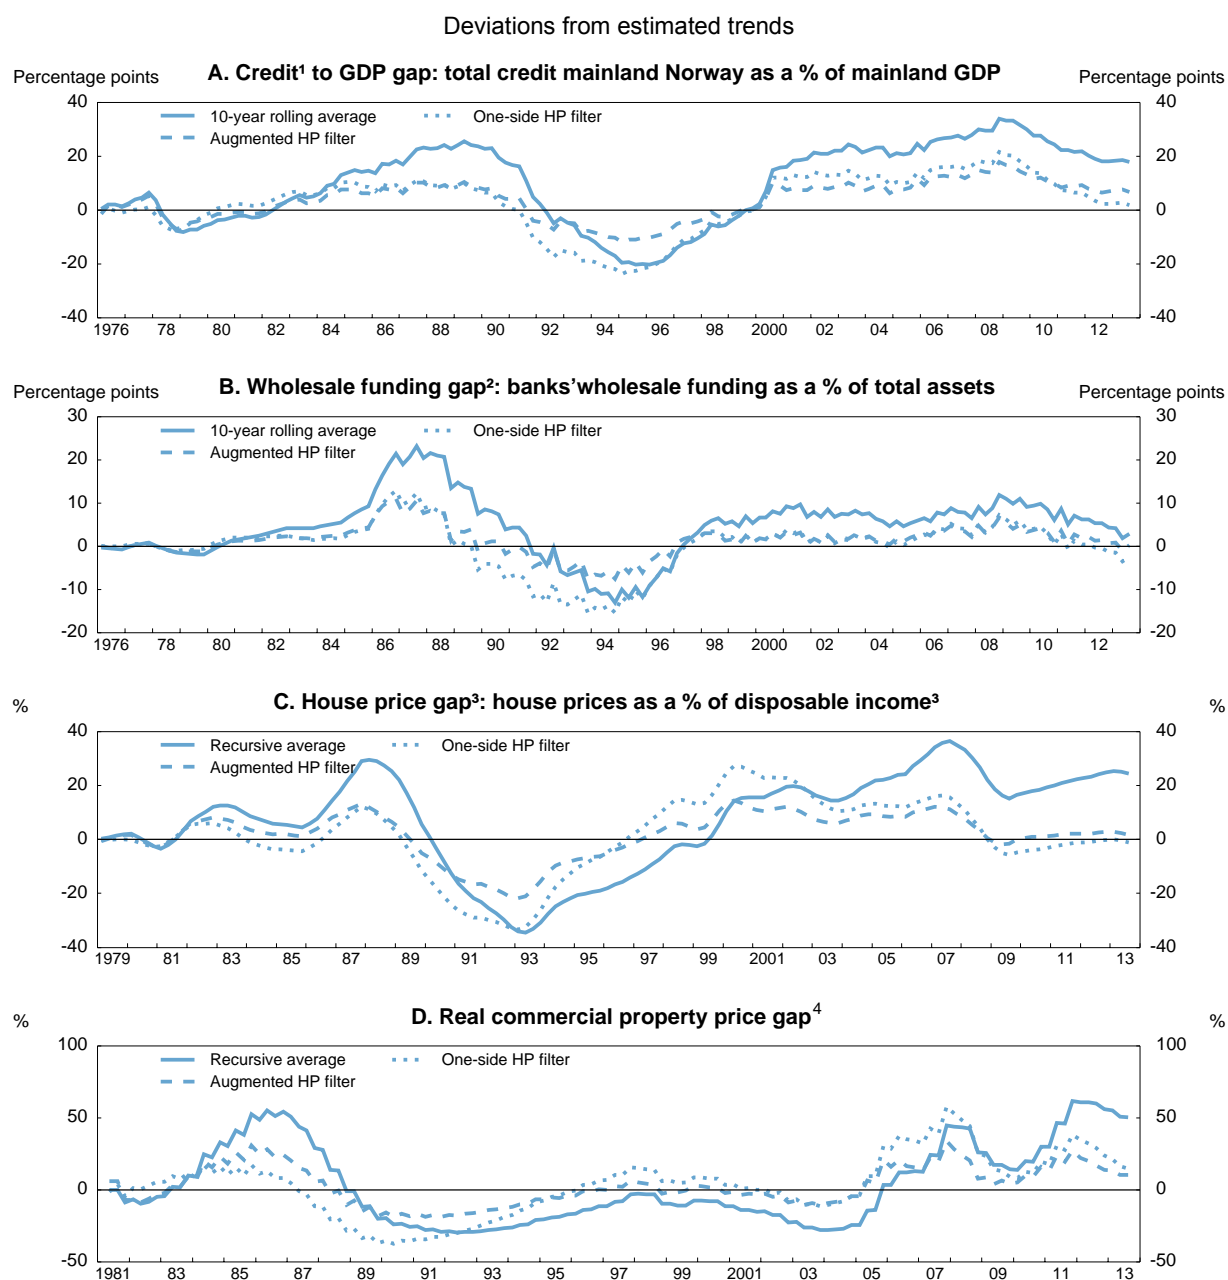 Deviations from estimated trends
A. Credit¹ to GDP gap: total credit mainland Norway as a % of mainland GDP
Percentage points Percentage points
40 40
10-year rolling average One-side HP filter
Augmented HP filter
20 20
0 0
-20 -20
-40 -40
1976 78 80 82 84 86 88 90 92 94 96 98 2000 02 04 06 08 10 12
B. Wholesale funding gap²: banks'wholesale funding as a % of total assets
Percentage points Percentage points
30 30
10-year rolling average One-side HP filter
Augmented HP filter
20 20
10 10
0 0
-10 -10
-20 -20
1976 78 80 82 84 86 88 90 92 94 96 98 2000 02 04 06 08 10 12
C. House price gap³: house prices as a % of disposable income³
% %
40 40
Recursive average One-side HP filter
Augmented HP filter
20 20
0 0
-20 -20
-40 -40
1979 81 83 85 87 89 91 93 95 97 99 2001 03 05 07 09 11 13
D. Real commercial property price gap⁴
% %
100 100
Recursive average One-side HP filter
Augmented HP filter
50 50
0 0
-50 -50
1981 83 85 87 89 91 93 95 97 99 2001 03 05 07 09 11 13